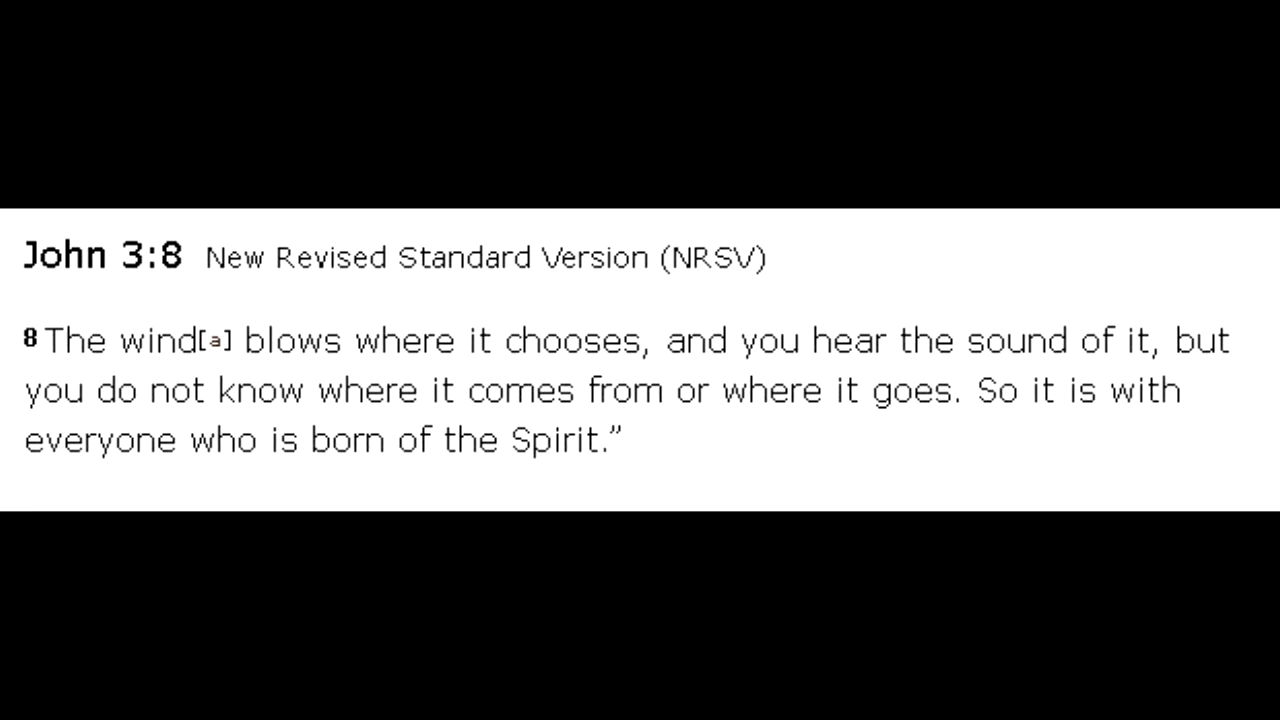 John 3:8 New Revised Standard Version (NRSV)
8 The wind[a] blows where it chooses, and you hear the sound of it, but
you do not know where it comes from or where it goes. So it is with
everyone who is born of the Spirit.”